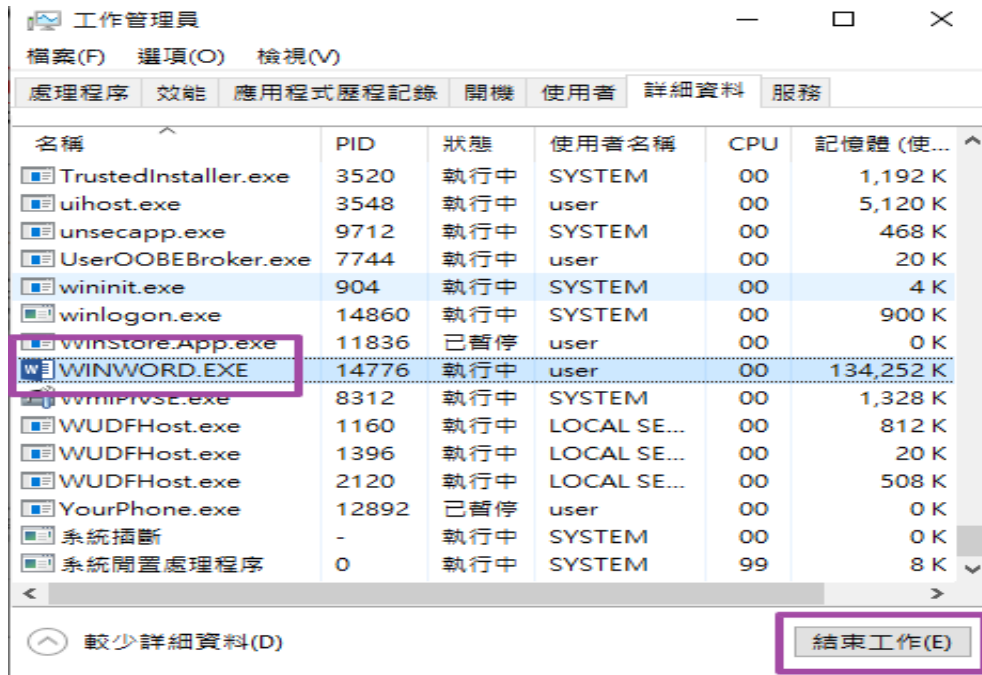 工作管理員
檔案(F) 選項(O) 檢視(V)
處理程序 效能 應用程式歷程記錄 開機 使用者 詳細資料 服務
名稱 PID 狀態 使用者名稱 CPU 記憶體 (使...
TrustedInstaller.exe 3520 執行中 SYSTEM 00 1,192 K
uihost.exe 3548 執行中 user 00 5,120 K
unsecapp.exe 9712 執行中 SYSTEM 00 468 K
UserOOBEBroker.exe 7744 執行中 user 00 20 K
wininit.exe 904 執行中 SYSTEM 00 4 K
winlogon.exe 14860 執行中 SYSTEM 00 900 K
WinStore.App.exe 11836 已暫停 user 00 0 K
WINWORD.EXE 14776 執行中 user 00 134,252 K
WmiPrvSE.exe 8312 執行中 SYSTEM 00 1,328 K
WUDFHost.exe 1160 執行中 LOCAL SE... 00 812 K
WUDFHost.exe 1396 執行中 LOCAL SE... 00 20 K
WUDFHost.exe 2120 執行中 LOCAL SE... 00 508 K
YourPhone.exe 12892 已暫停 user 00 0 K
系統插斷 - 執行中 SYSTEM 00 0 K
系統閒置處理程序 0 執行中 SYSTEM 99 8 K
較少詳細資料(D) 結束工作(E)